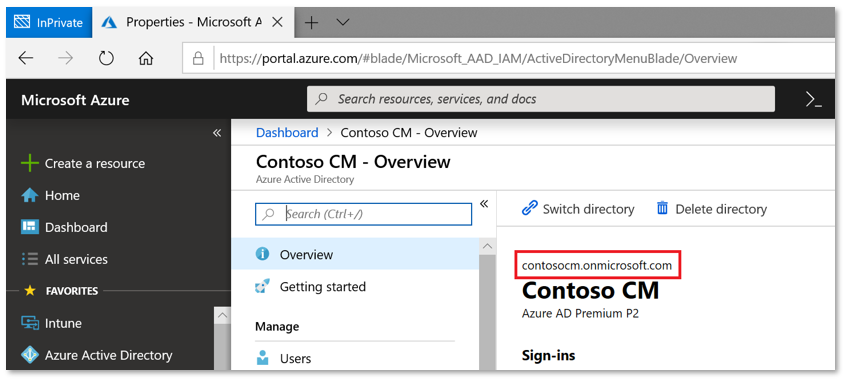 InPrivate
Properties - Microsoft A
https://portal.azure.com/#blade/Microsoft_AAD_IAM/ActiveDirectoryMenuBlade/Overview
Microsoft Azure
Search resources, services, and docs
Create a resource
Home
Dashboard
All services
FAVORITES
Intune
Azure Active Directory
Dashboard > Contoso CM - Overview
Contoso CM - Overview
Azure Active Directory
Search (Ctrl+/)
Overview
Getting started
Manage
Users
Switch directory
Delete directory
contosocm.onmicrosoft.com
Contoso CM
Azure AD Premium P2
Sign-ins